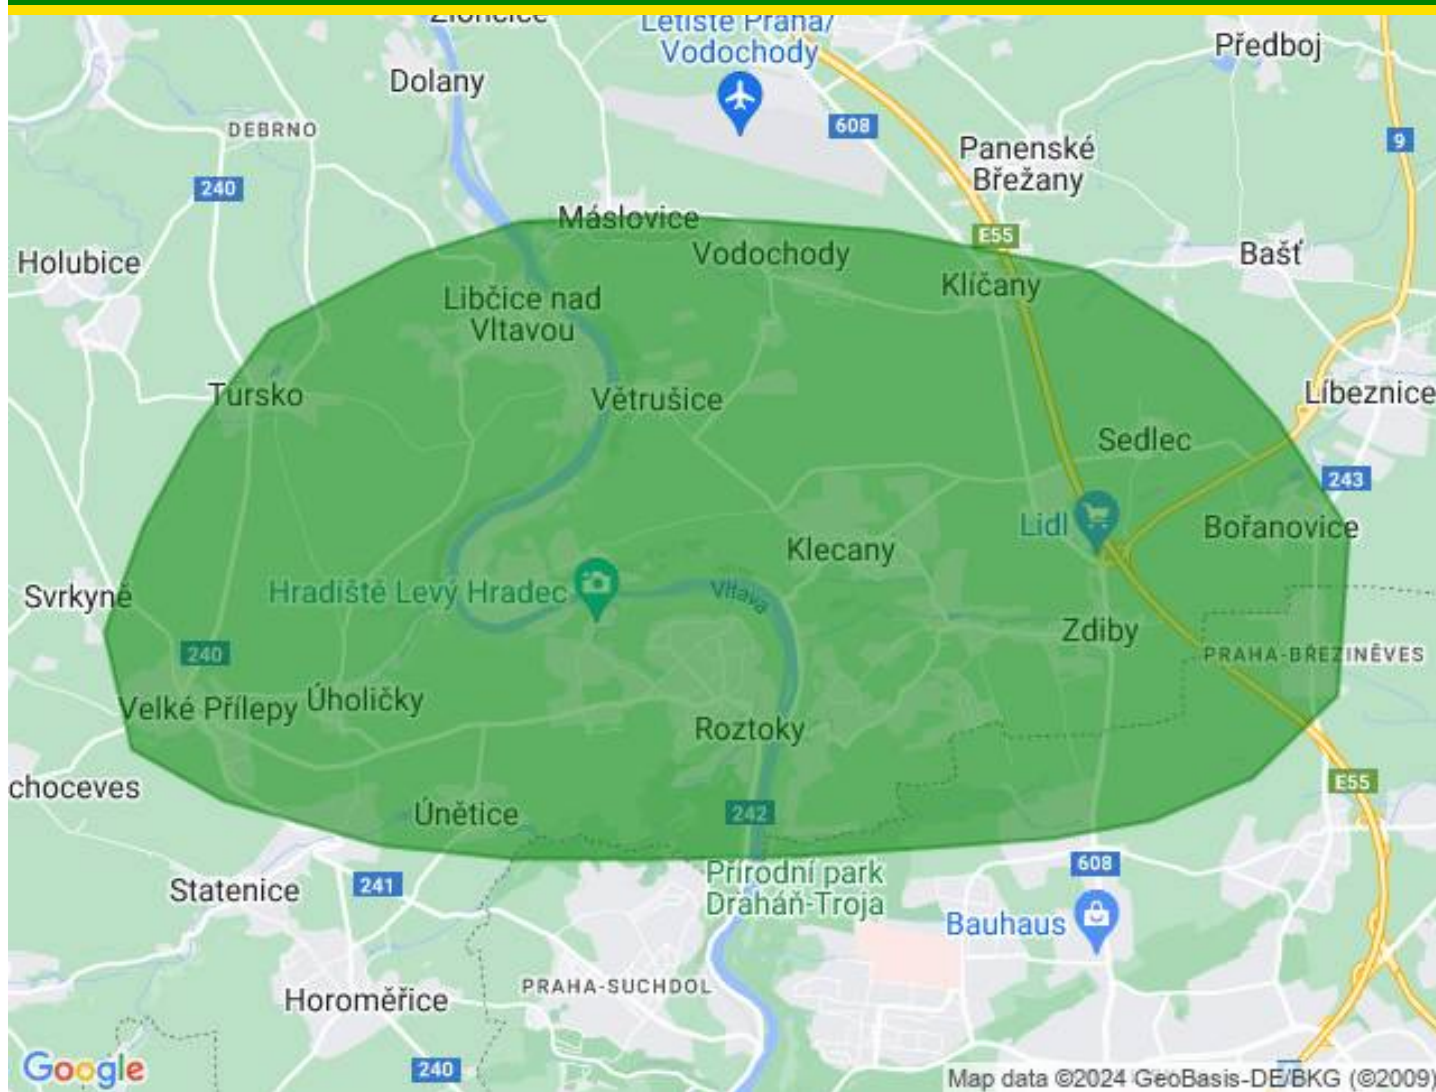 Letiště Praha/
Vodochody
Předboj
Dolany
DEBRNO
608
9
Panenské
Břežany
240
Máslovice
E55
Holubice
Vodochody
Bašť
Klíčany
Libčice nad
Vltavou
Tursko
Větrušice
Líbeznice
Sedlec
243
Lidl
Bořanovice
Klecany
Svrkyně
Hradiště Levý Hradec
Vltava
Zdiby
240
PRAHA-BŘEZINĚVES
Velké Přílepy
Úholičky
Roztoky
choceves
E55
Únětice
242
608
Přírodní park
Draháň-Troja
Statenice
241
Bauhaus
PRAHA-SUCHDOL
Horoměřice
Google
240
Map data ©2024 GeoBasis-DE/BKG (©2009)